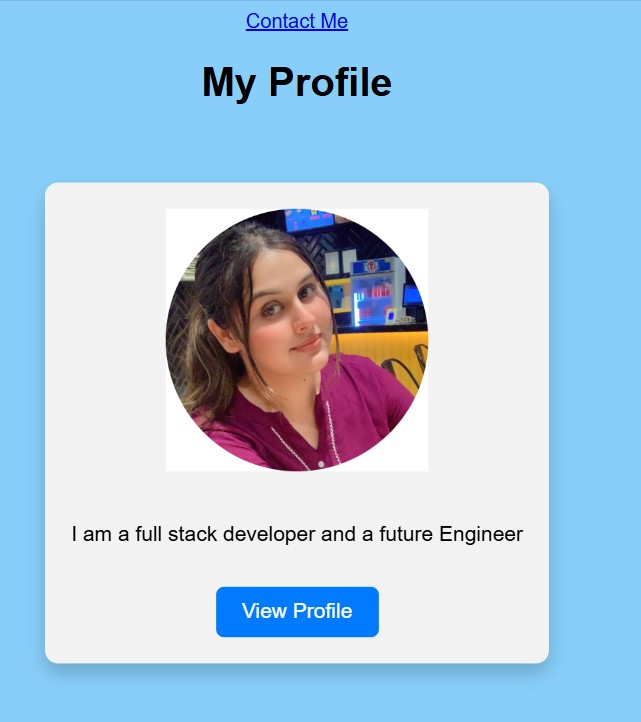 Contact Me
My Profile
I am a full stack developer and a future Engineer
View Profile